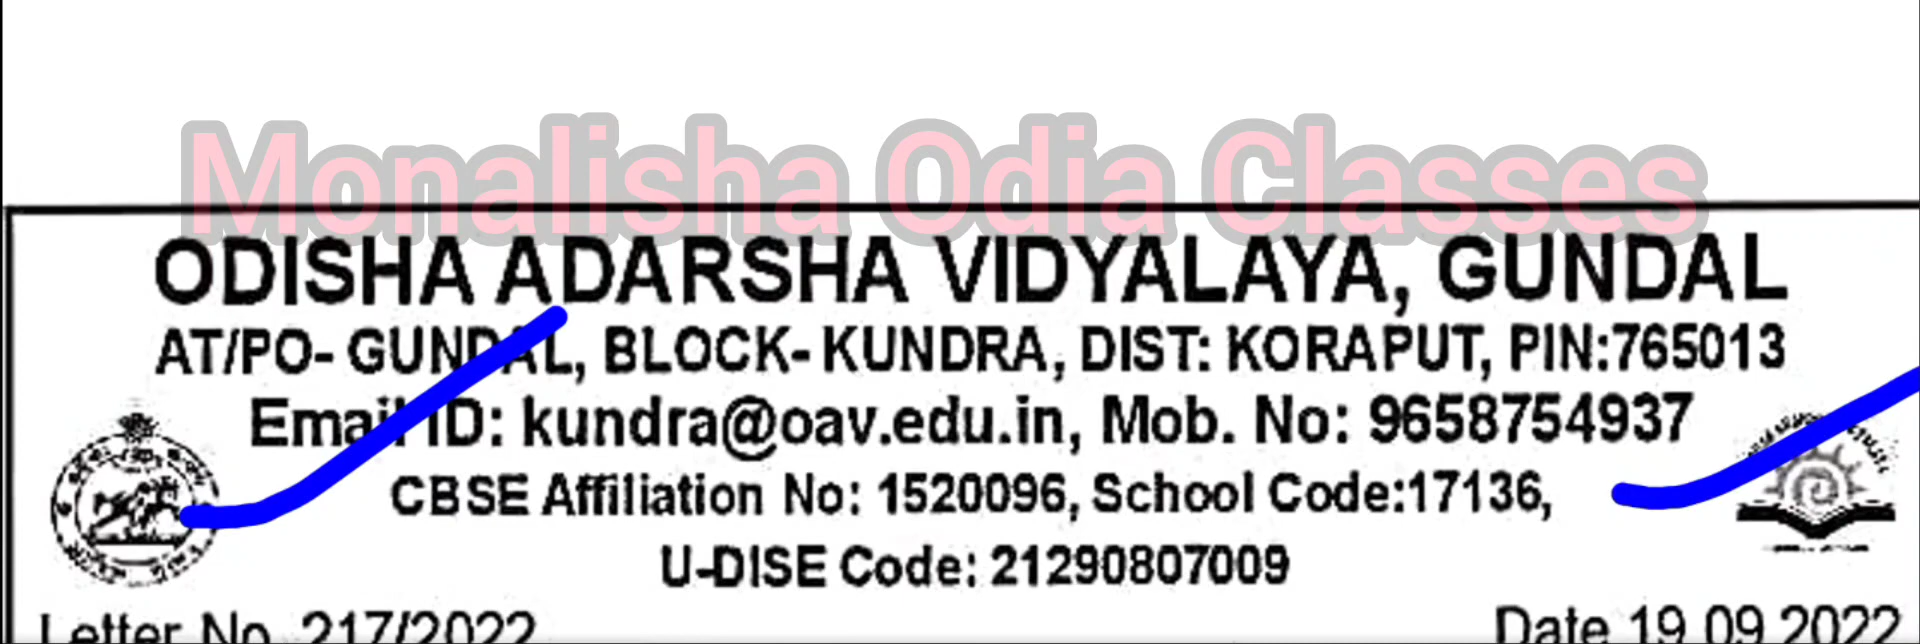 Monalisha Odia Classes
ODISHA ADARSHA VIDYALAYA, GUNDAL
AT/PO- GUNDAL, BLOCK- KUNDRA, DIST: KORAPUT, PIN:765013
Email ID: kundra@oav.edu.in, Mob. No: 9658754937
CBSE Affiliation No: 1520096, School Code:17136,
U-DISE Code: 21290807009
Letter No 217/2022
Date 19.09.2022